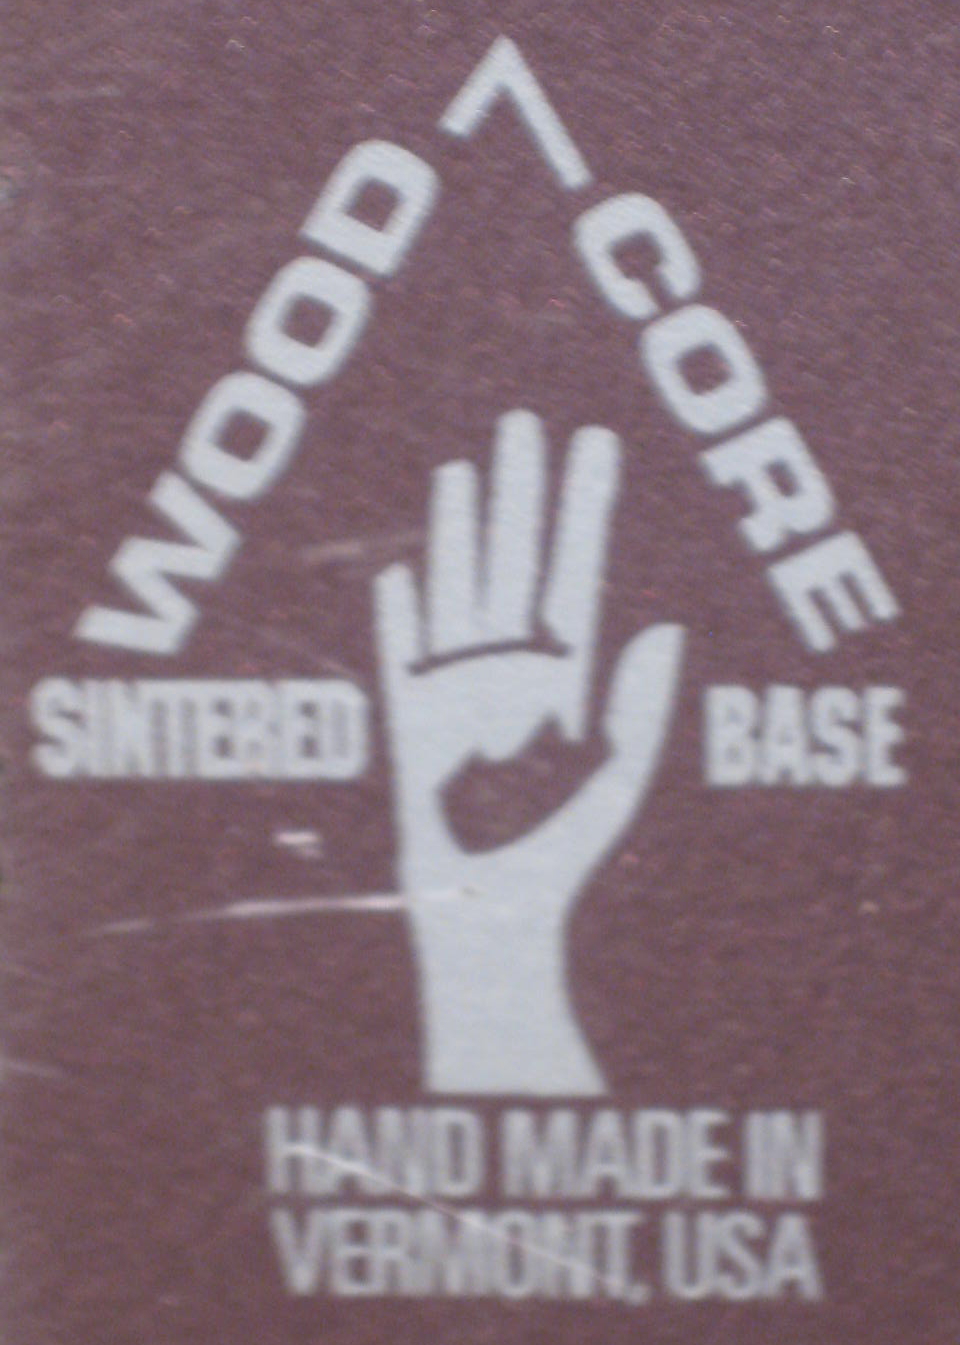 WOOD CORE
SINTERED BASE
HAND MADE IN
VERMONT, USA